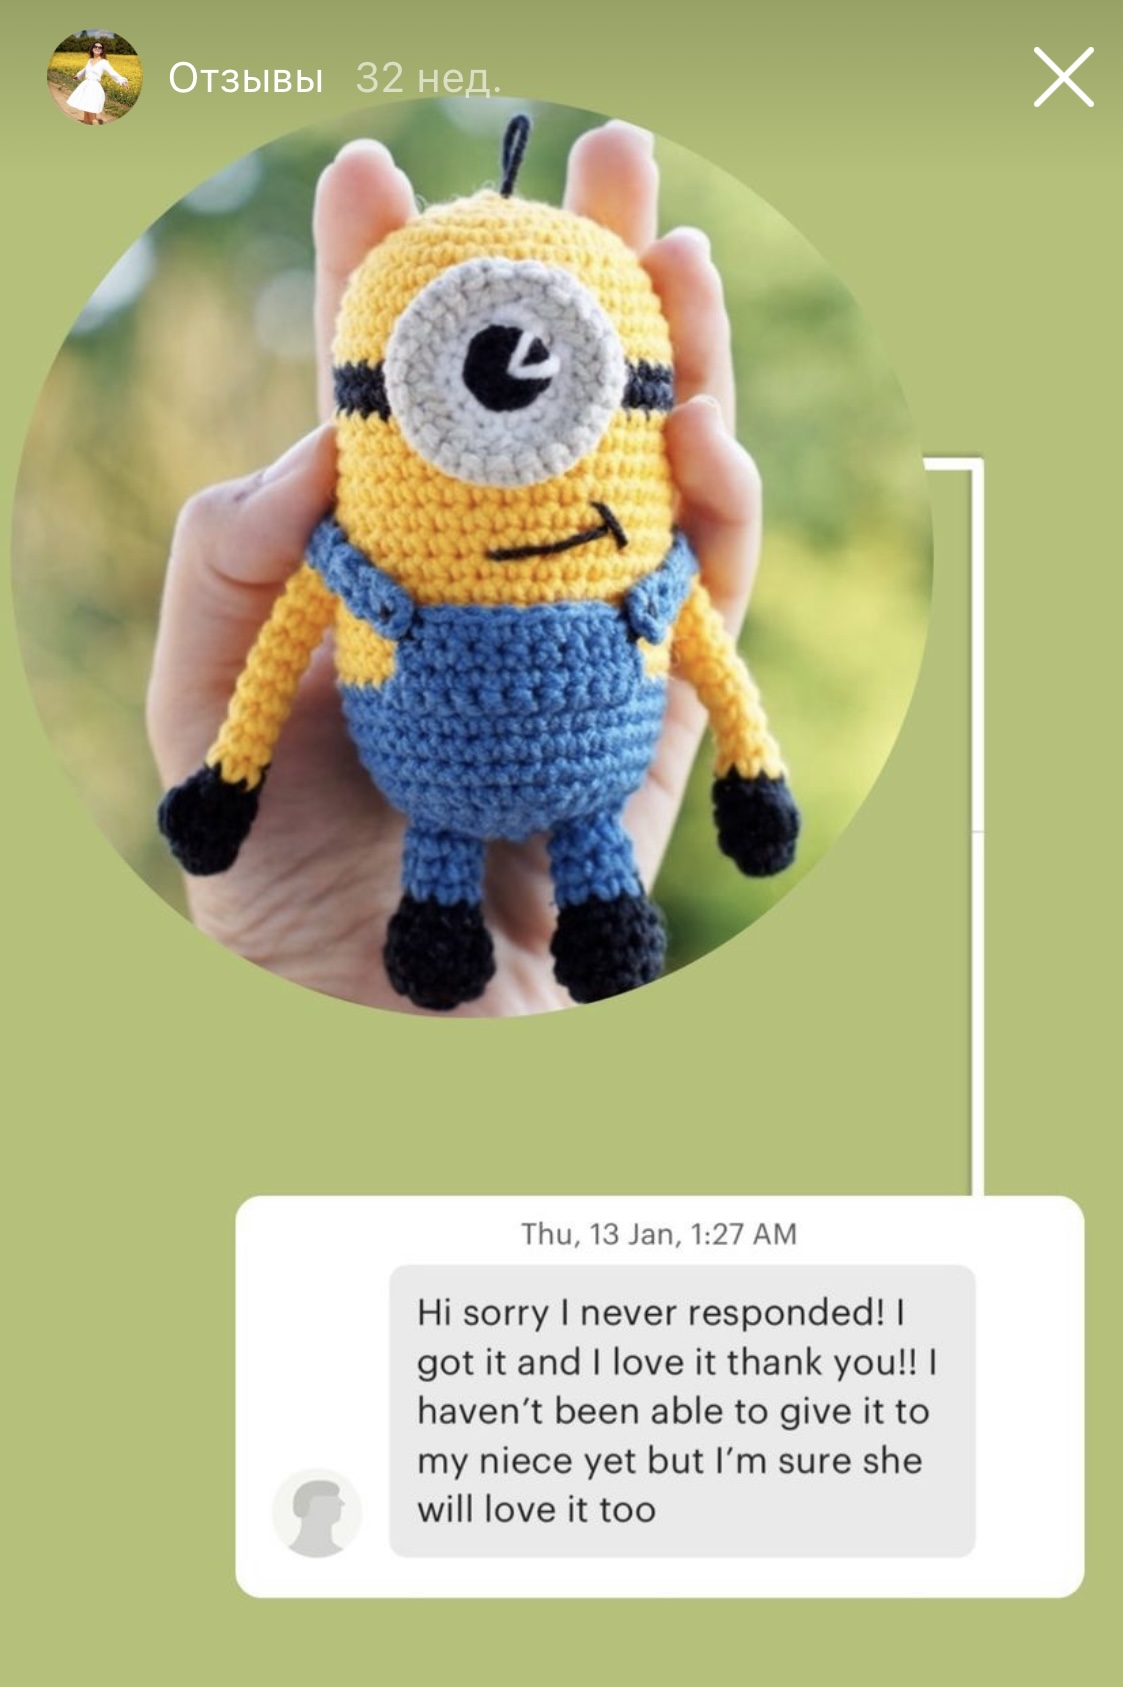 Отзывы 32 нед.
Thu, 13 Jan, 1:27 AM
Hi sorry I never responded! I
got it and I love it thank you!! I
haven’t been able to give it to
my niece yet but I’m sure she
will love it too